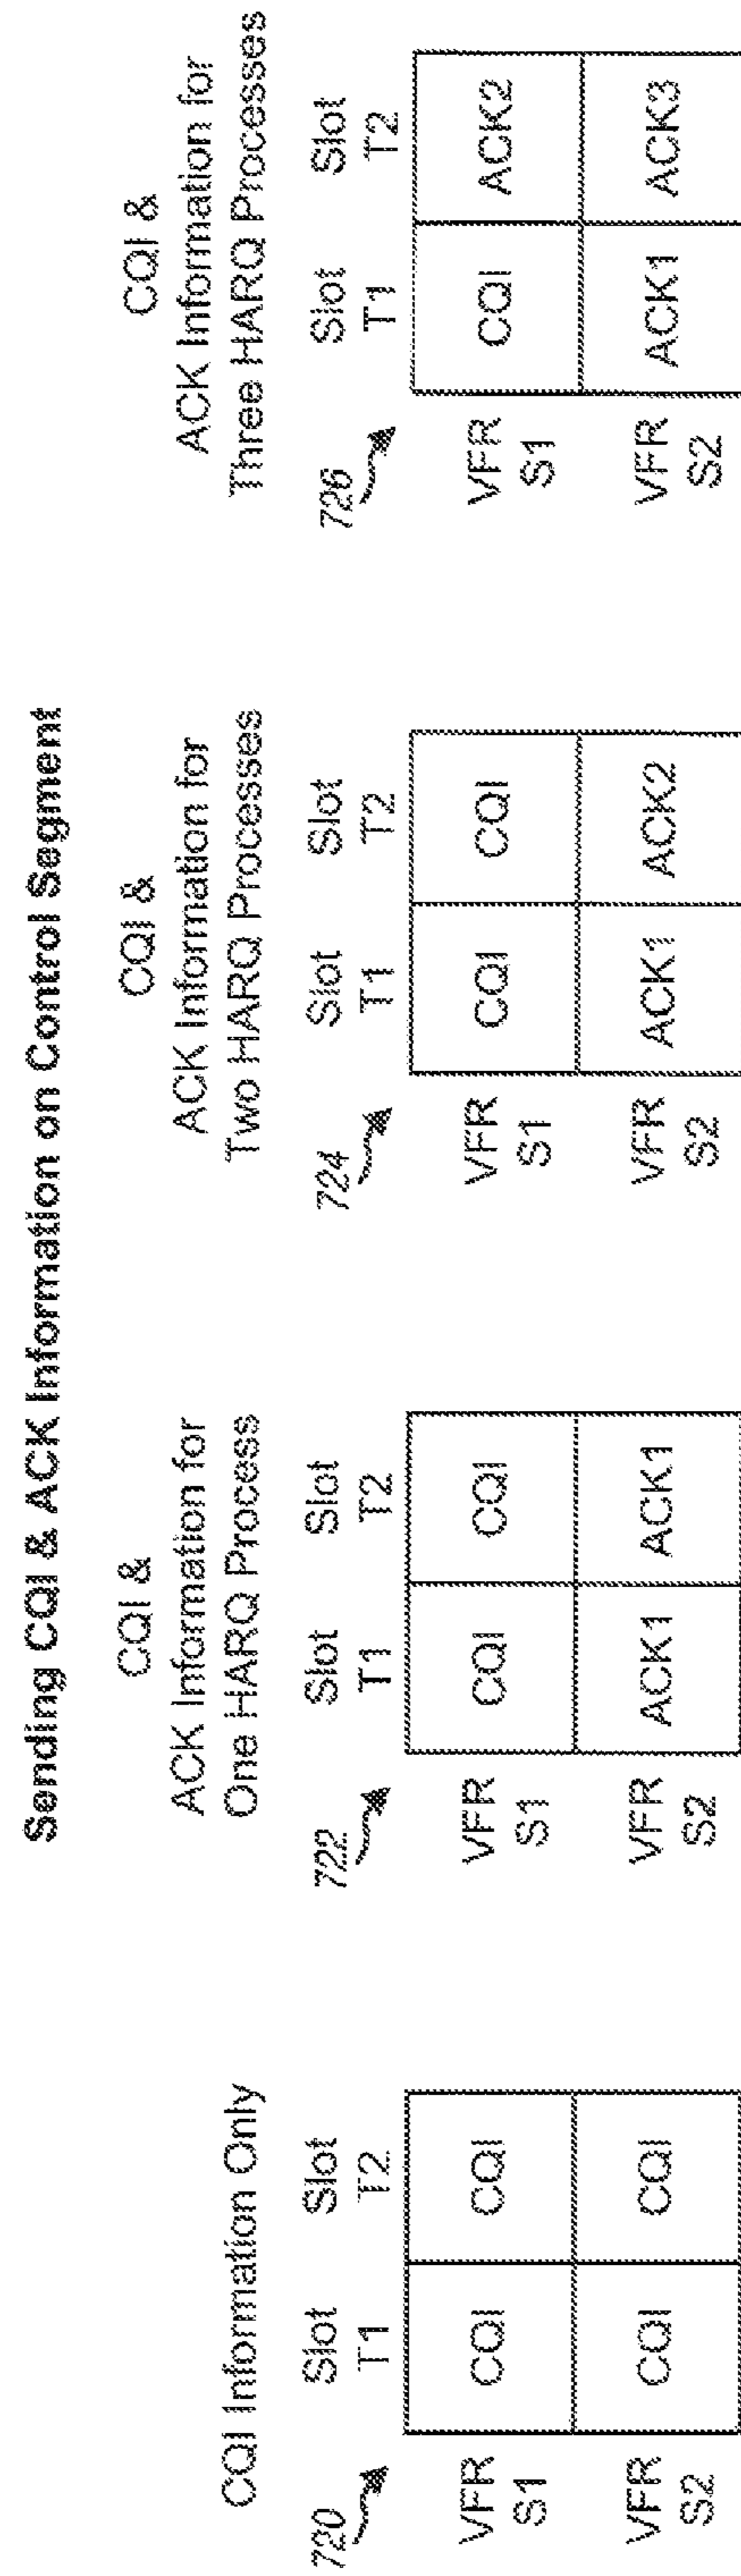 Sending CQI & ACK Information on Control Segment
CQI Information Only
720
Slot T1
Slot T2
VFR S1
CQI
CQI
VFR S2
CQI
CQI
CQI &
ACK Information for
One HARQ Process
722
Slot T1
Slot T2
VFR S1
CQI
CQI
VFR S2
ACK1
ACK1
CQI &
ACK Information for
Two HARQ Processes
724
Slot T1
Slot T2
VFR S1
CQI
CQI
VFR S2
ACK1
ACK2
CQI &
ACK Information for
Three HARQ Processes
726
Slot T1
Slot T2
VFR S1
CQI
ACK2
VFR S2
ACK1
ACK3